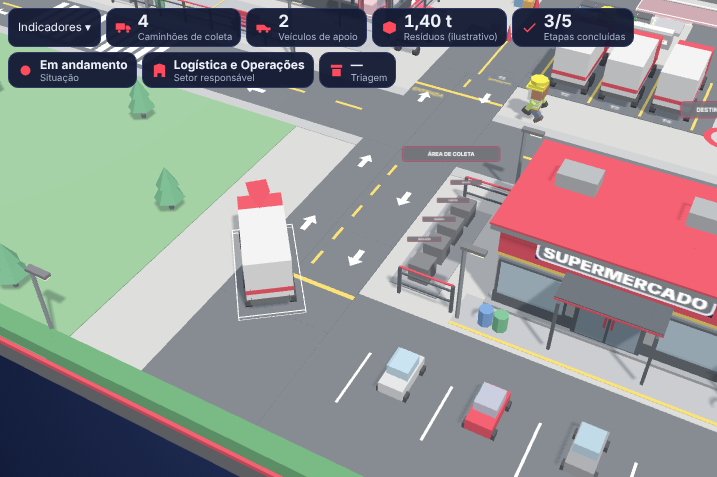 Indicadores ▾
4
Caminhões de coleta
2
Veículos de apoio
1,40 t
Resíduos (ilustrativo)
3/5
Etapas concluídas
Em andamento
Situação
Logística e Operações
Setor responsável
—
Triagem
DESTIN
ÁREA DE COLETA
SUPERMERCADO